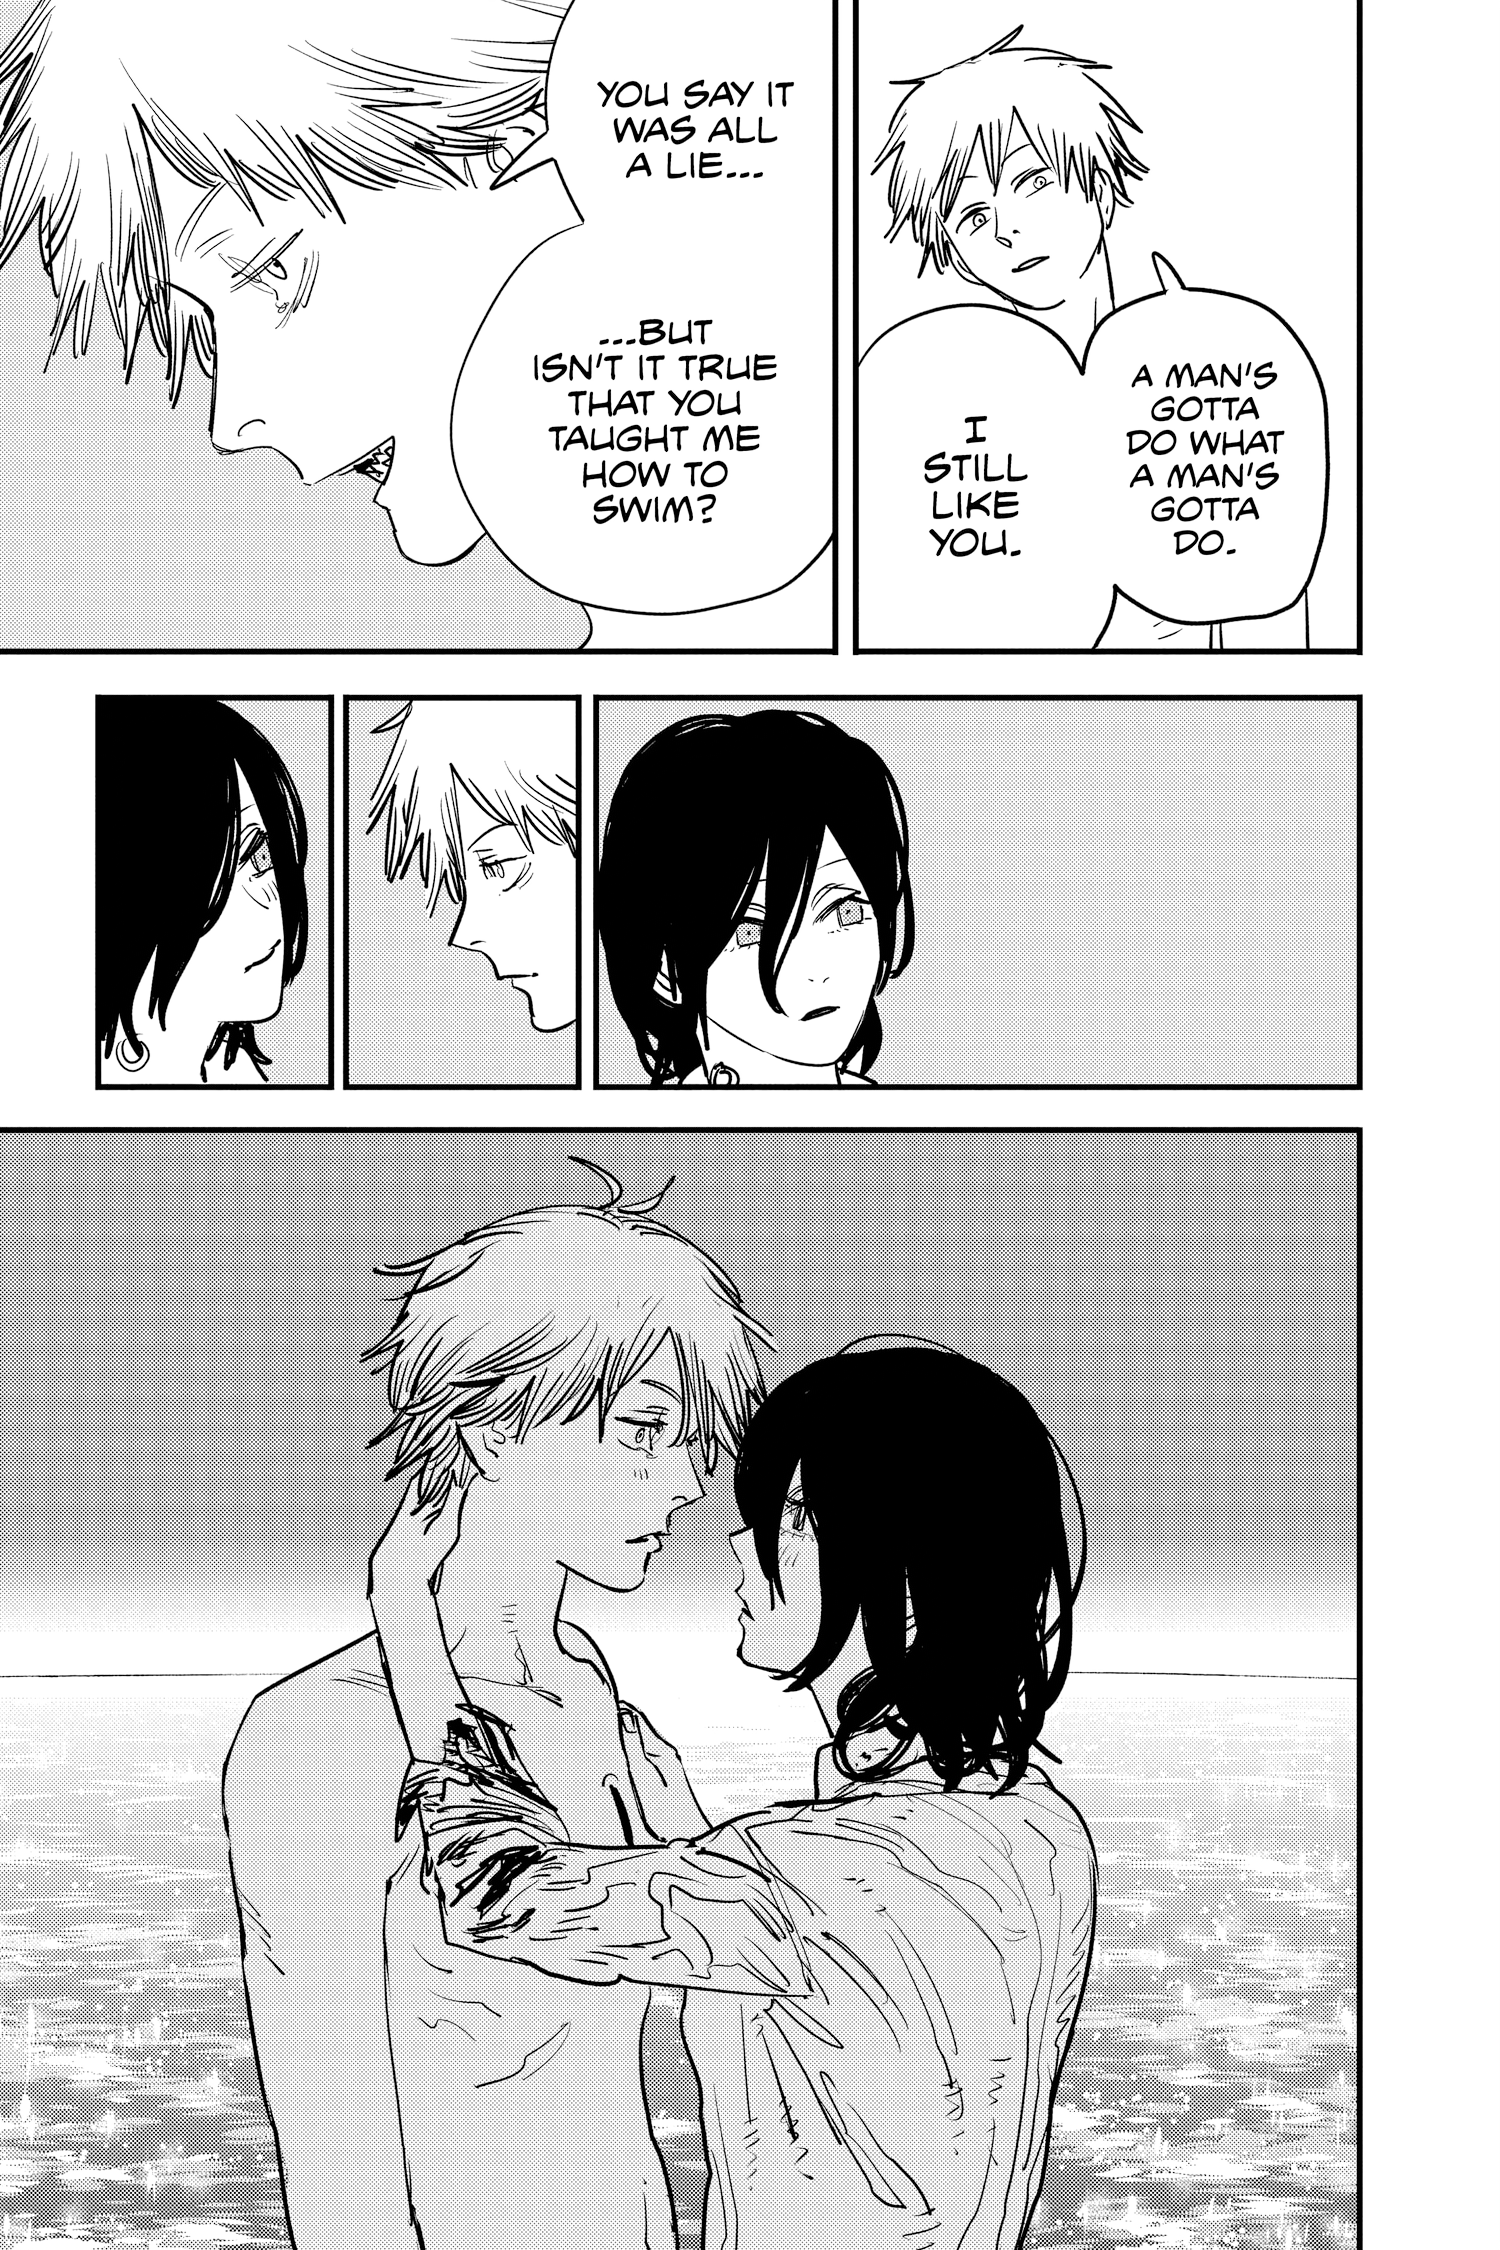 A MAN'S
GOTTA
DO WHAT
A MAN'S
GOTTA
DO.
I
STILL
LIKE
YOU.
YOU SAY IT
WAS ALL
A LIE...
...BUT
ISN'T IT TRUE
THAT YOU
TAUGHT ME
HOW TO
SWIM?